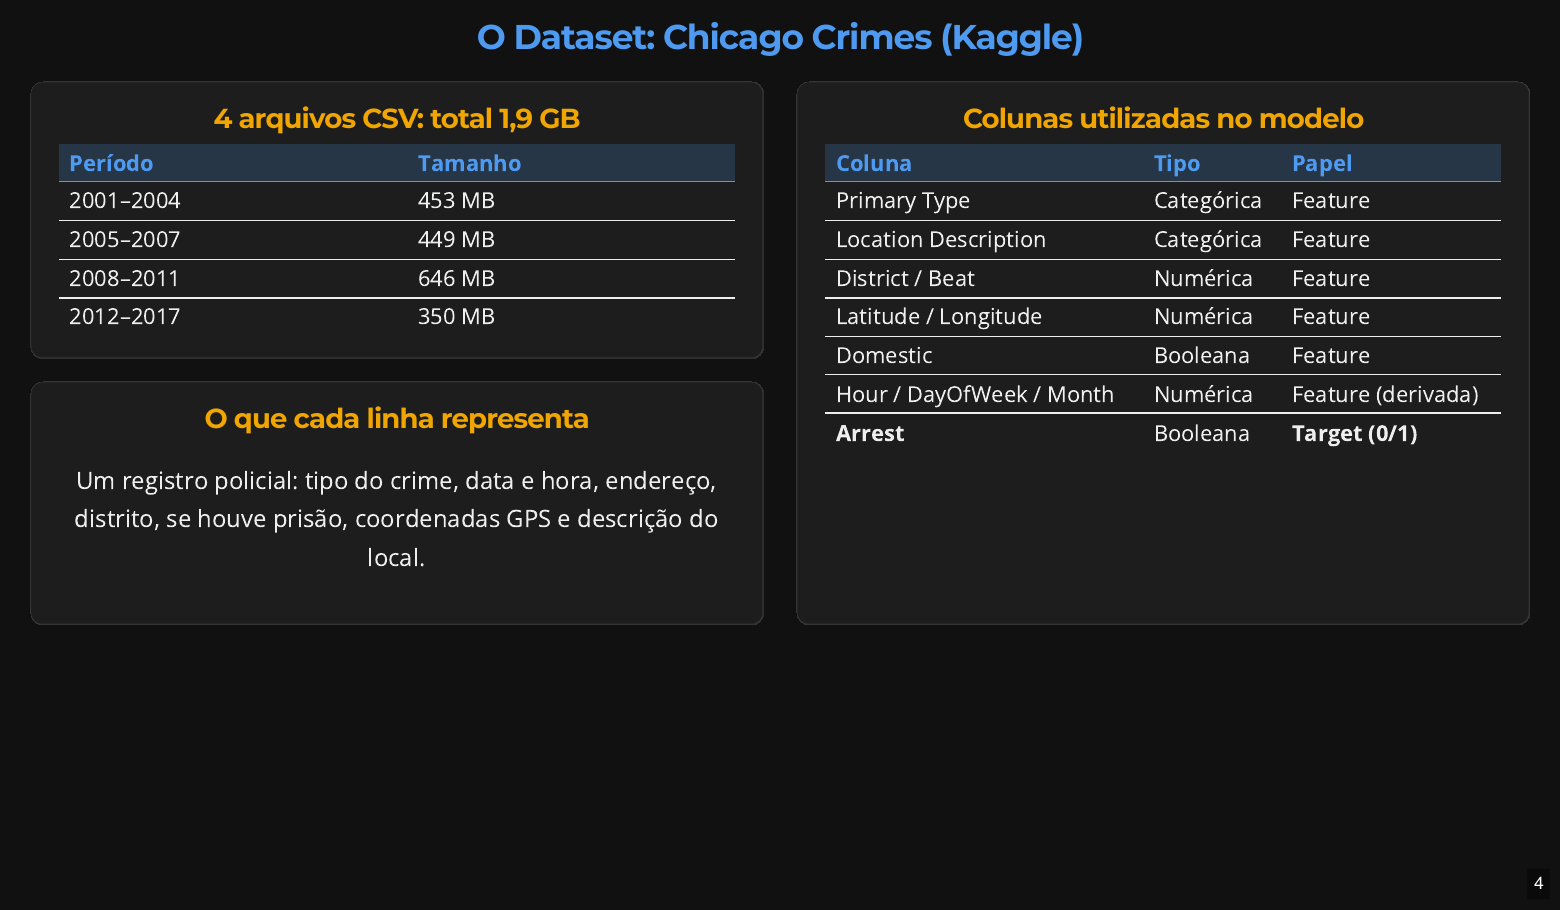 O Dataset: Chicago Crimes (Kaggle)
4 arquivos CSV: total 1,9 GB
Período Tamanho
2001–2004 453 MB
2005–2007 449 MB
2008–2011 646 MB
2012–2017 350 MB
O que cada linha representa
Um registro policial: tipo do crime, data e hora, endereço,
distrito, se houve prisão, coordenadas GPS e descrição do
local.
Colunas utilizadas no modelo
Coluna Tipo Papel
Primary Type Categórica Feature
Location Description Categórica Feature
District / Beat Numérica Feature
Latitude / Longitude Numérica Feature
Domestic Booleana Feature
Hour / DayOfWeek / Month Numérica Feature (derivada)
Arrest Booleana Target (0/1)
4